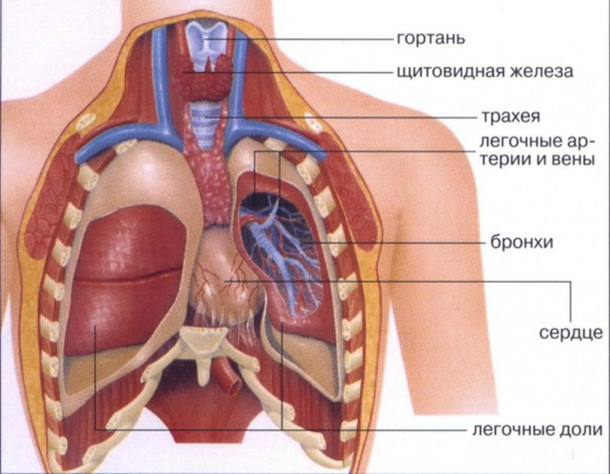 гортань
щитовидная железа
трахея
легочные ар-
терии и вены
бронхи
сердце
легочные доли